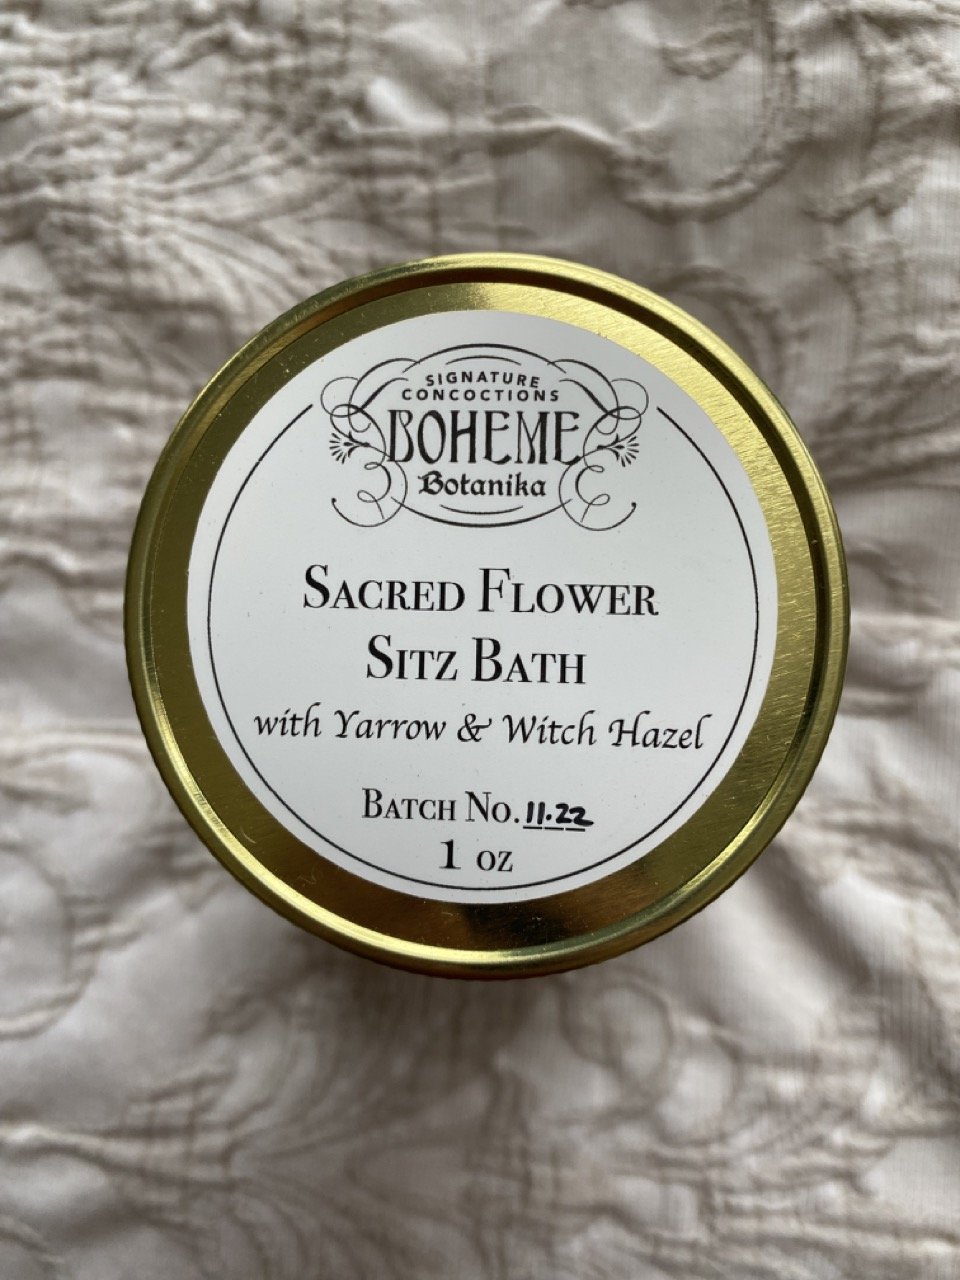 SIGNATURE
CONCOCTIONS
BOHEME
Botanika
SACRED FLOWER
SITZ BATH
with Yarrow & Witch Hazel
BATCH NO. 11.22
1 OZ